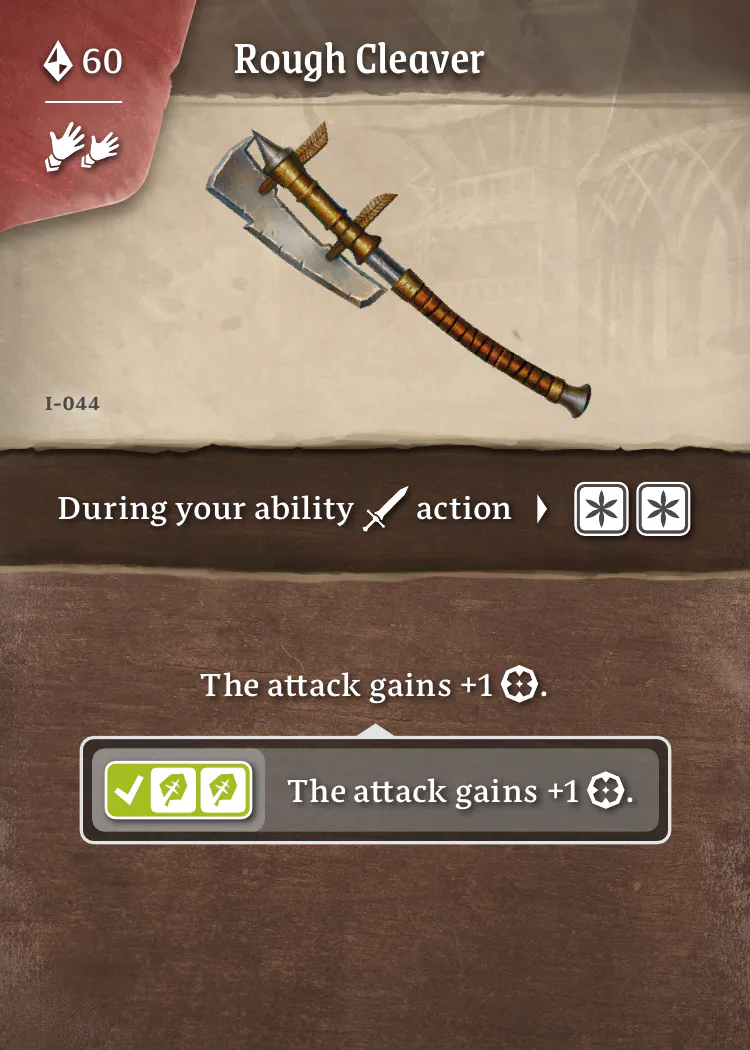 60
Rough Cleaver
I-044
During your ability action
The attack gains +1 .
The attack gains +1 .